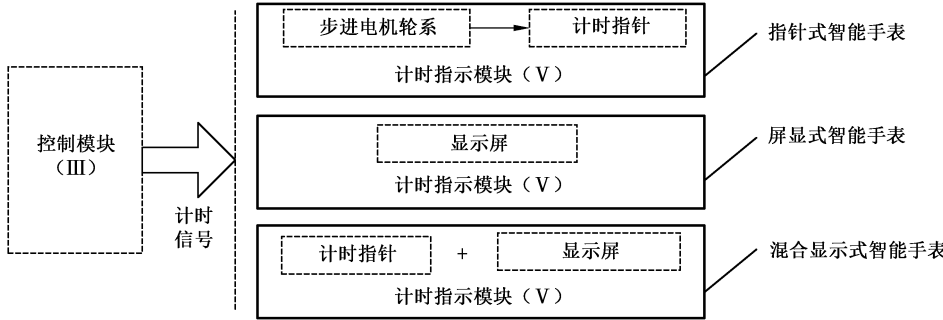 控制模块
（Ⅲ）
计时
信号
步进电机轮系
计时指针
计时指示模块（Ⅴ）
指针式智能手表
显示屏
计时指示模块（Ⅴ）
屏显式智能手表
计时指针
+
显示屏
计时指示模块（Ⅴ）
混合显示式智能手表